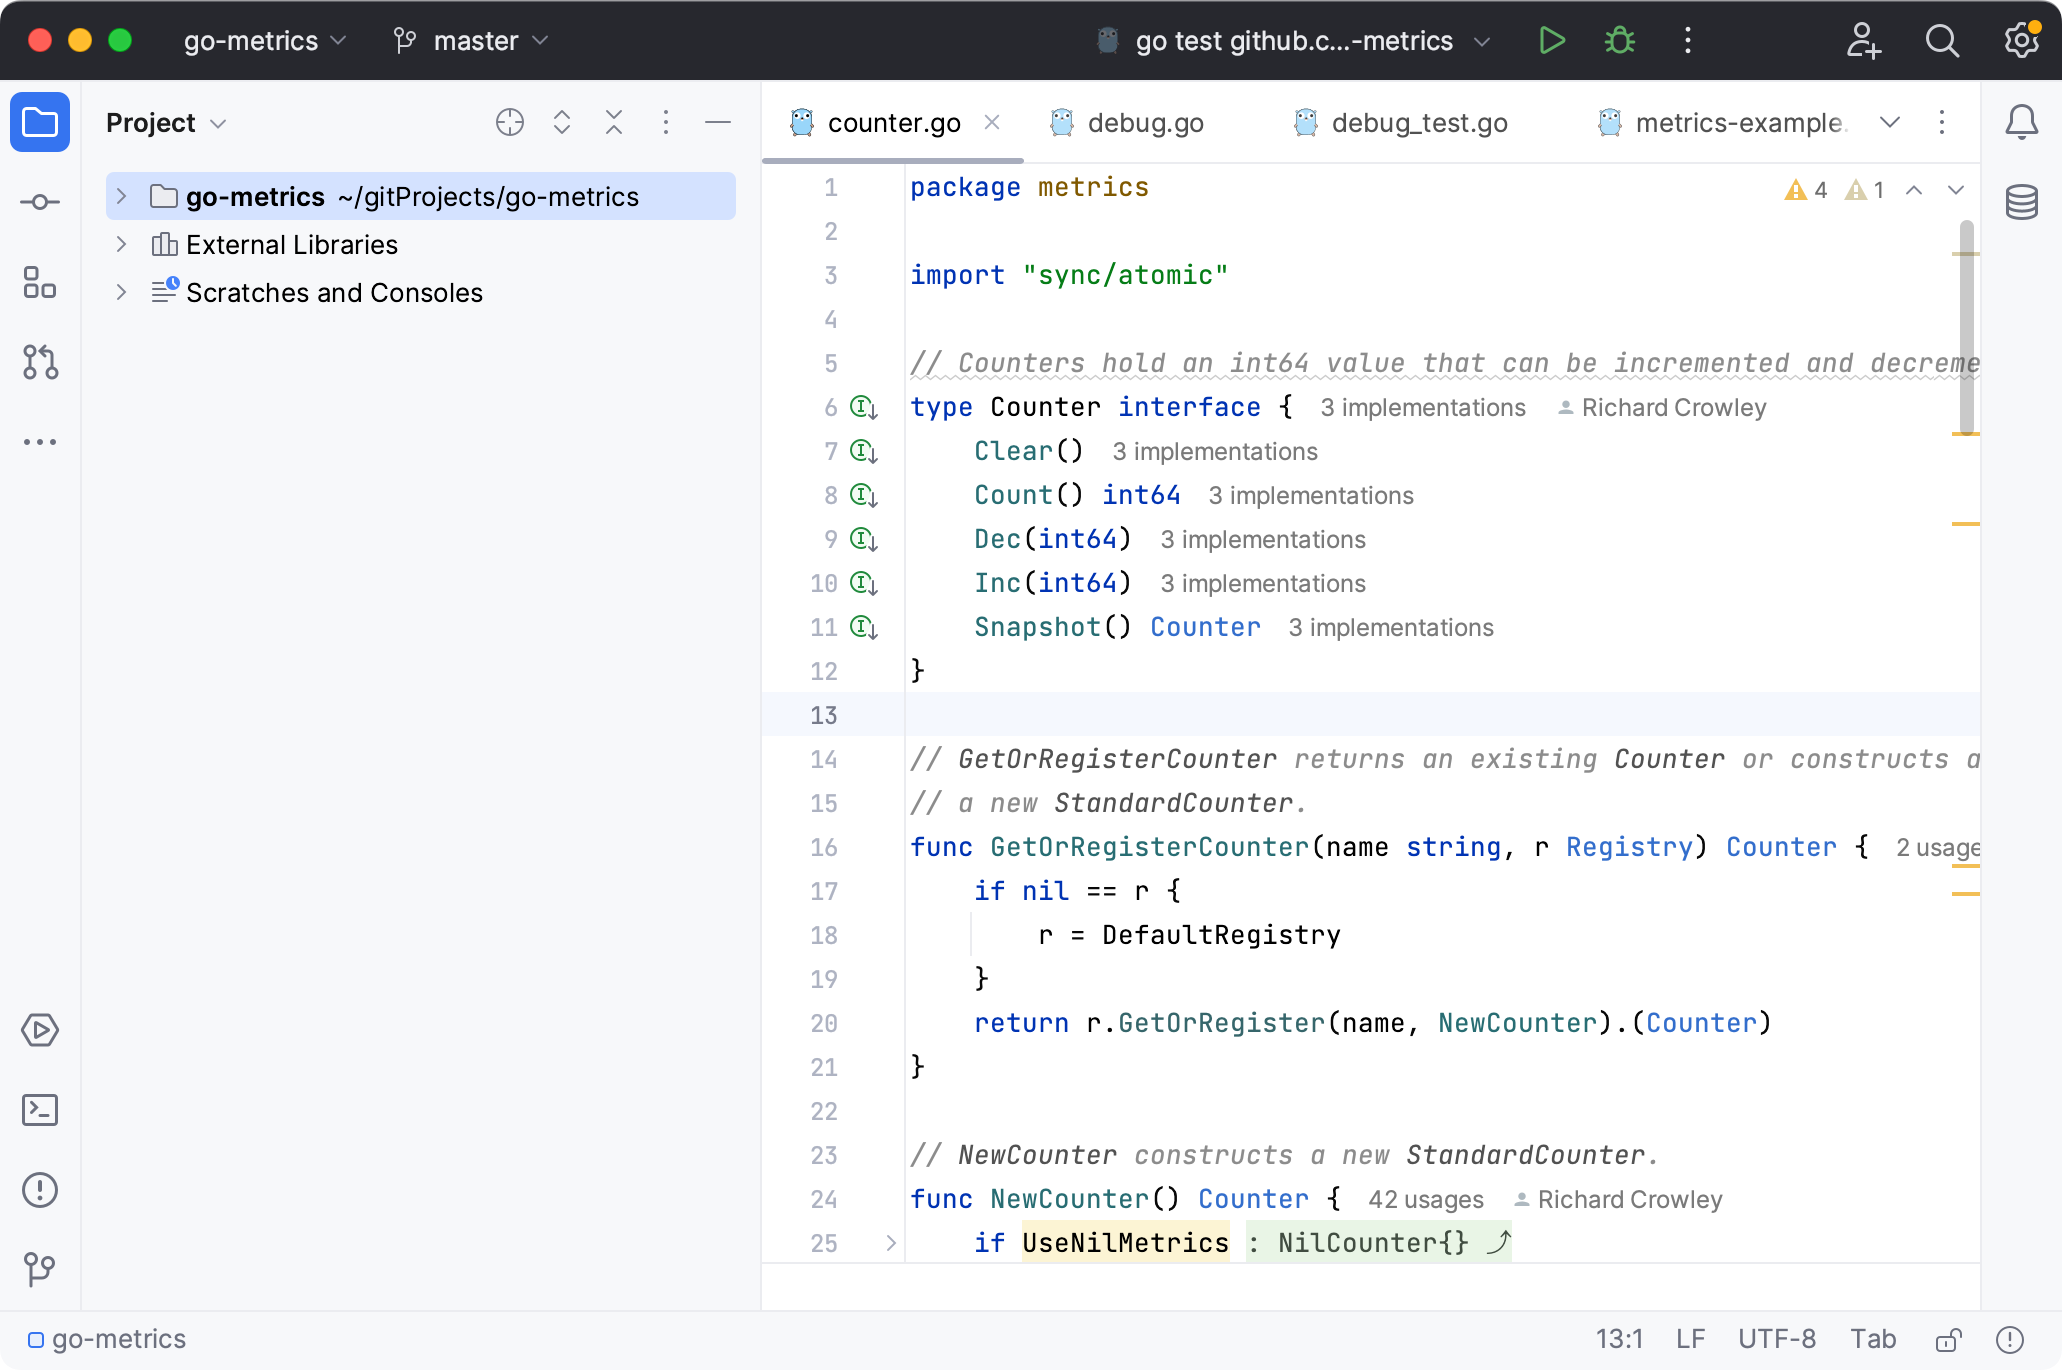 go-metrics master go test github.c...-metrics
Project
go-metrics ~/gitProjects/go-metrics
External Libraries
Scratches and Consoles
counter.go debug.go debug_test.go metrics-example.
4 1
1 package metrics
2
3 import "sync/atomic"
4
5 // Counters hold an int64 value that can be incremented and decreme
6 type Counter interface { 3 implementations Richard Crowley
7 Clear() 3 implementations
8 Count() int64 3 implementations
9 Dec(int64) 3 implementations
10 Inc(int64) 3 implementations
11 Snapshot() Counter 3 implementations
12 }
13
14 // GetOrRegisterCounter returns an existing Counter or constructs a
15 // a new StandardCounter.
16 func GetOrRegisterCounter(name string, r Registry) Counter { 2 usage
17 if nil == r {
18 r = DefaultRegistry
19 }
20 return r.GetOrRegister(name, NewCounter).(Counter)
21 }
22
23 // NewCounter constructs a new StandardCounter.
24 func NewCounter() Counter { 42 usages Richard Crowley
25 if UseNilMetrics : NilCounter{}
go-metrics 13:1 LF UTF-8 Tab